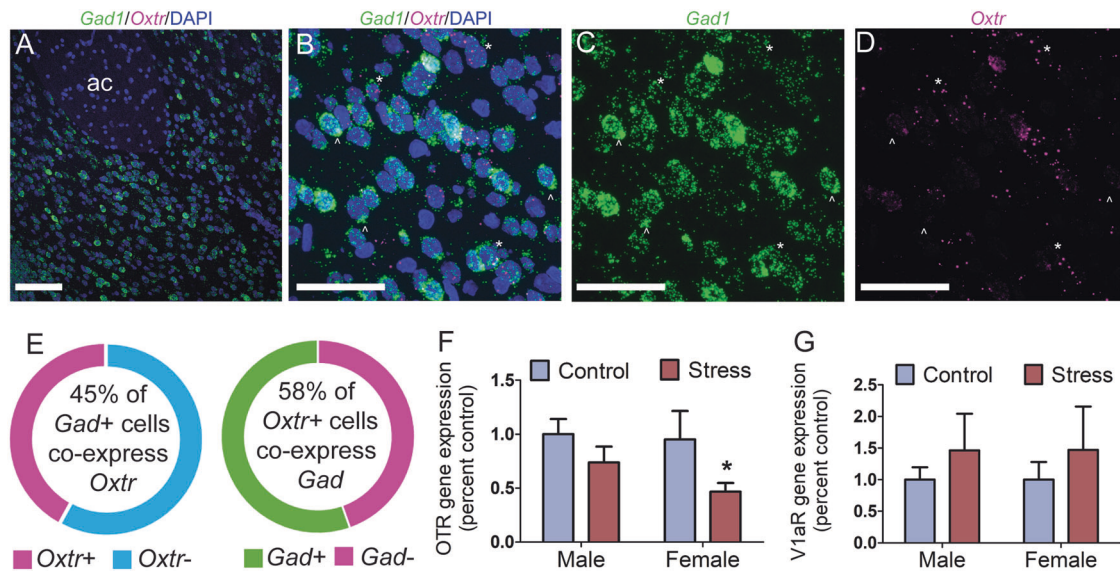 Gad1/Oxtr/DAPI
Gad1/Oxtr/DAPI
Gad1
Oxtr
A
ac
B
*
*
^
^
^
*
C
*
*
^
^
^
*
D
*
*
^
^
^
*
E
45% of
Gad+ cells
co-express
Oxtr
Oxtr+
Oxtr-
58% of
Oxtr+ cells
co-express
Gad
Gad+
Gad-
F
Control
Stress
OTR gene expression
(percent control)
1.5
1.0
0.5
0.0
*
Male
Female
G
Control
Stress
V1aR gene expression
(percent control)
2.5
2.0
1.5
1.0
0.5
0.0
Male
Female